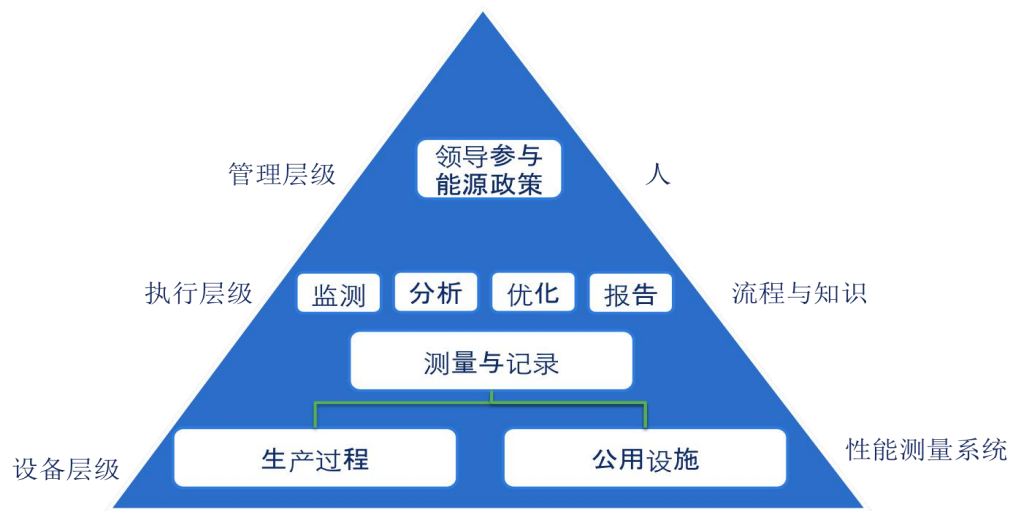 领导参与
能源政策
管理层级
人
监测
分析
优化
报告
执行层级
流程与知识
测量与记录
生产过程
公用设施
设备层级
性能测量系统